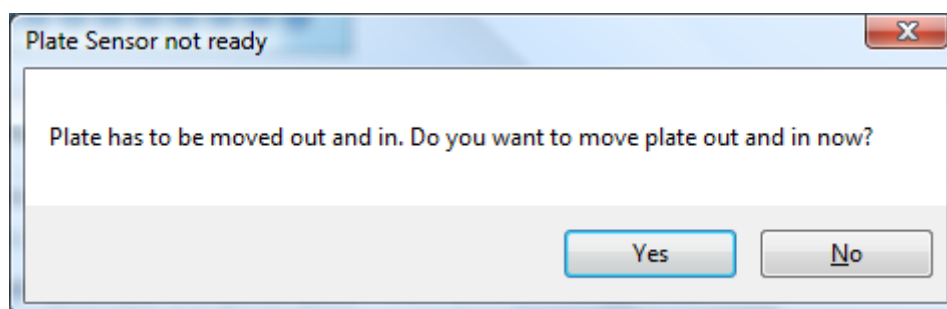 Plate Sensor not ready
Plate has to be moved out and in. Do you want to move plate out and in now?
Yes
No